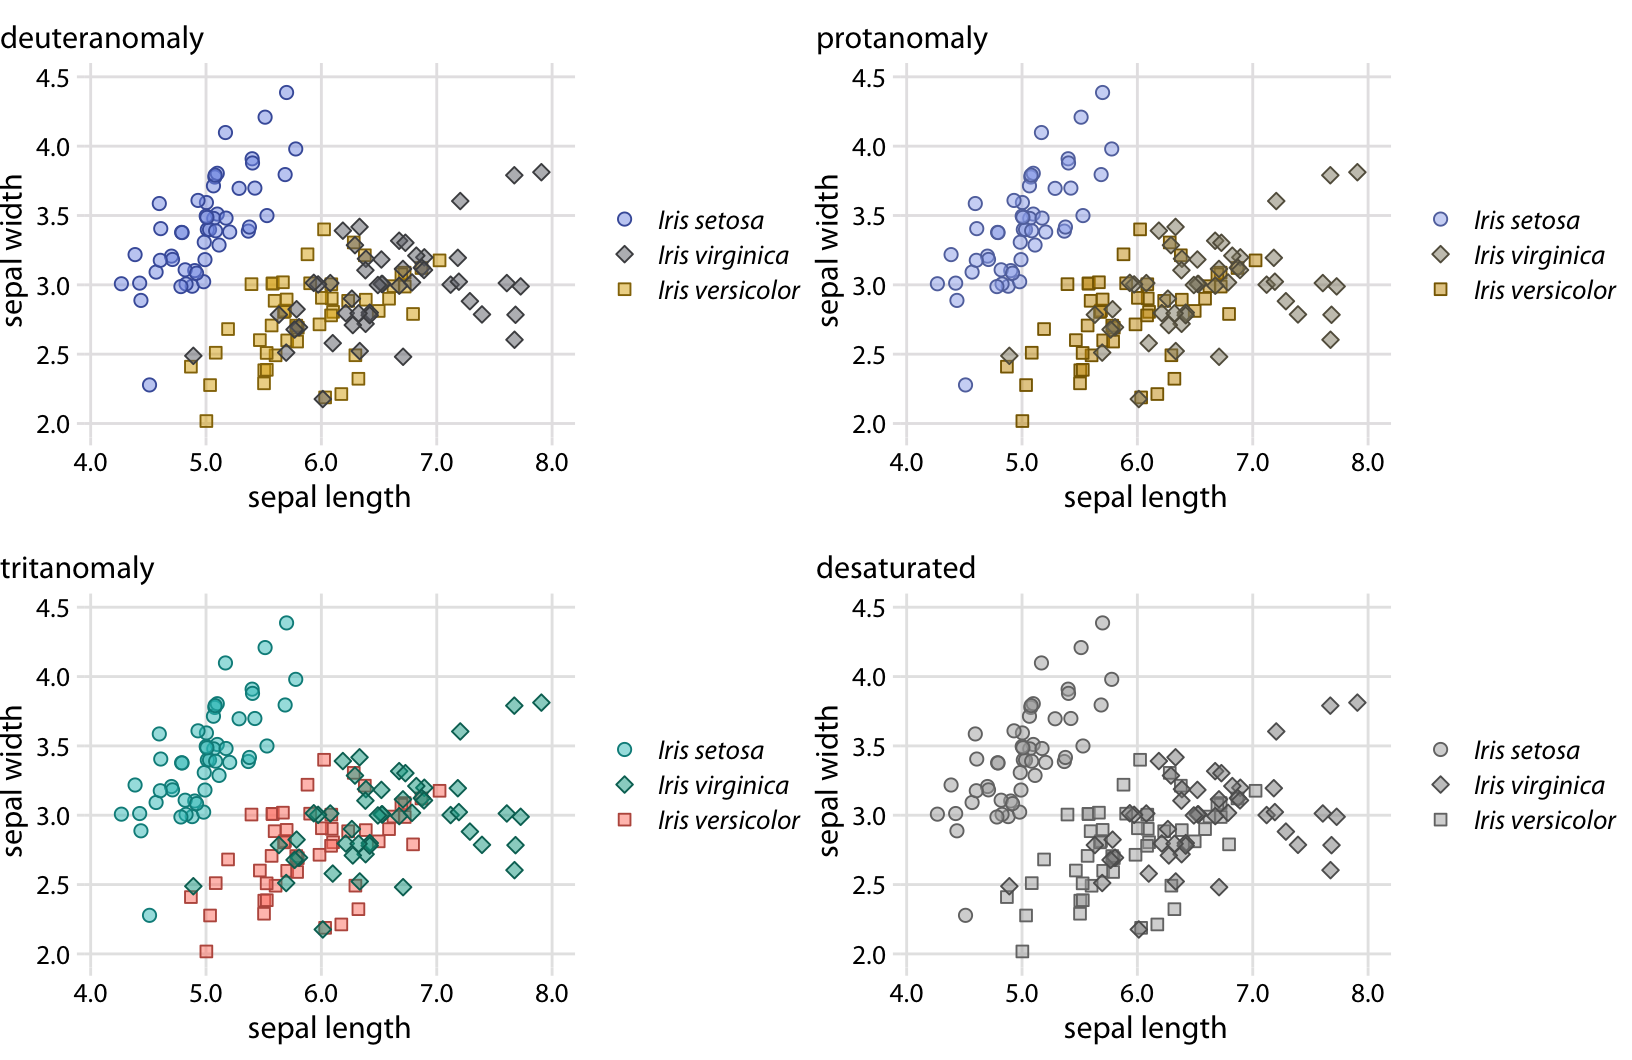 deuteranomaly
4.5
4.0
3.5
3.0
2.5
2.0
sepal width
4.0 5.0 6.0 7.0 8.0
sepal length
Iris setosa
Iris virginica
Iris versicolor
protanomaly
4.5
4.0
3.5
3.0
2.5
2.0
sepal width
4.0 5.0 6.0 7.0 8.0
sepal length
Iris setosa
Iris virginica
Iris versicolor
tritanomaly
4.5
4.0
3.5
3.0
2.5
2.0
sepal width
4.0 5.0 6.0 7.0 8.0
sepal length
Iris setosa
Iris virginica
Iris versicolor
desaturated
4.5
4.0
3.5
3.0
2.5
2.0
sepal width
4.0 5.0 6.0 7.0 8.0
sepal length
Iris setosa
Iris virginica
Iris versicolor